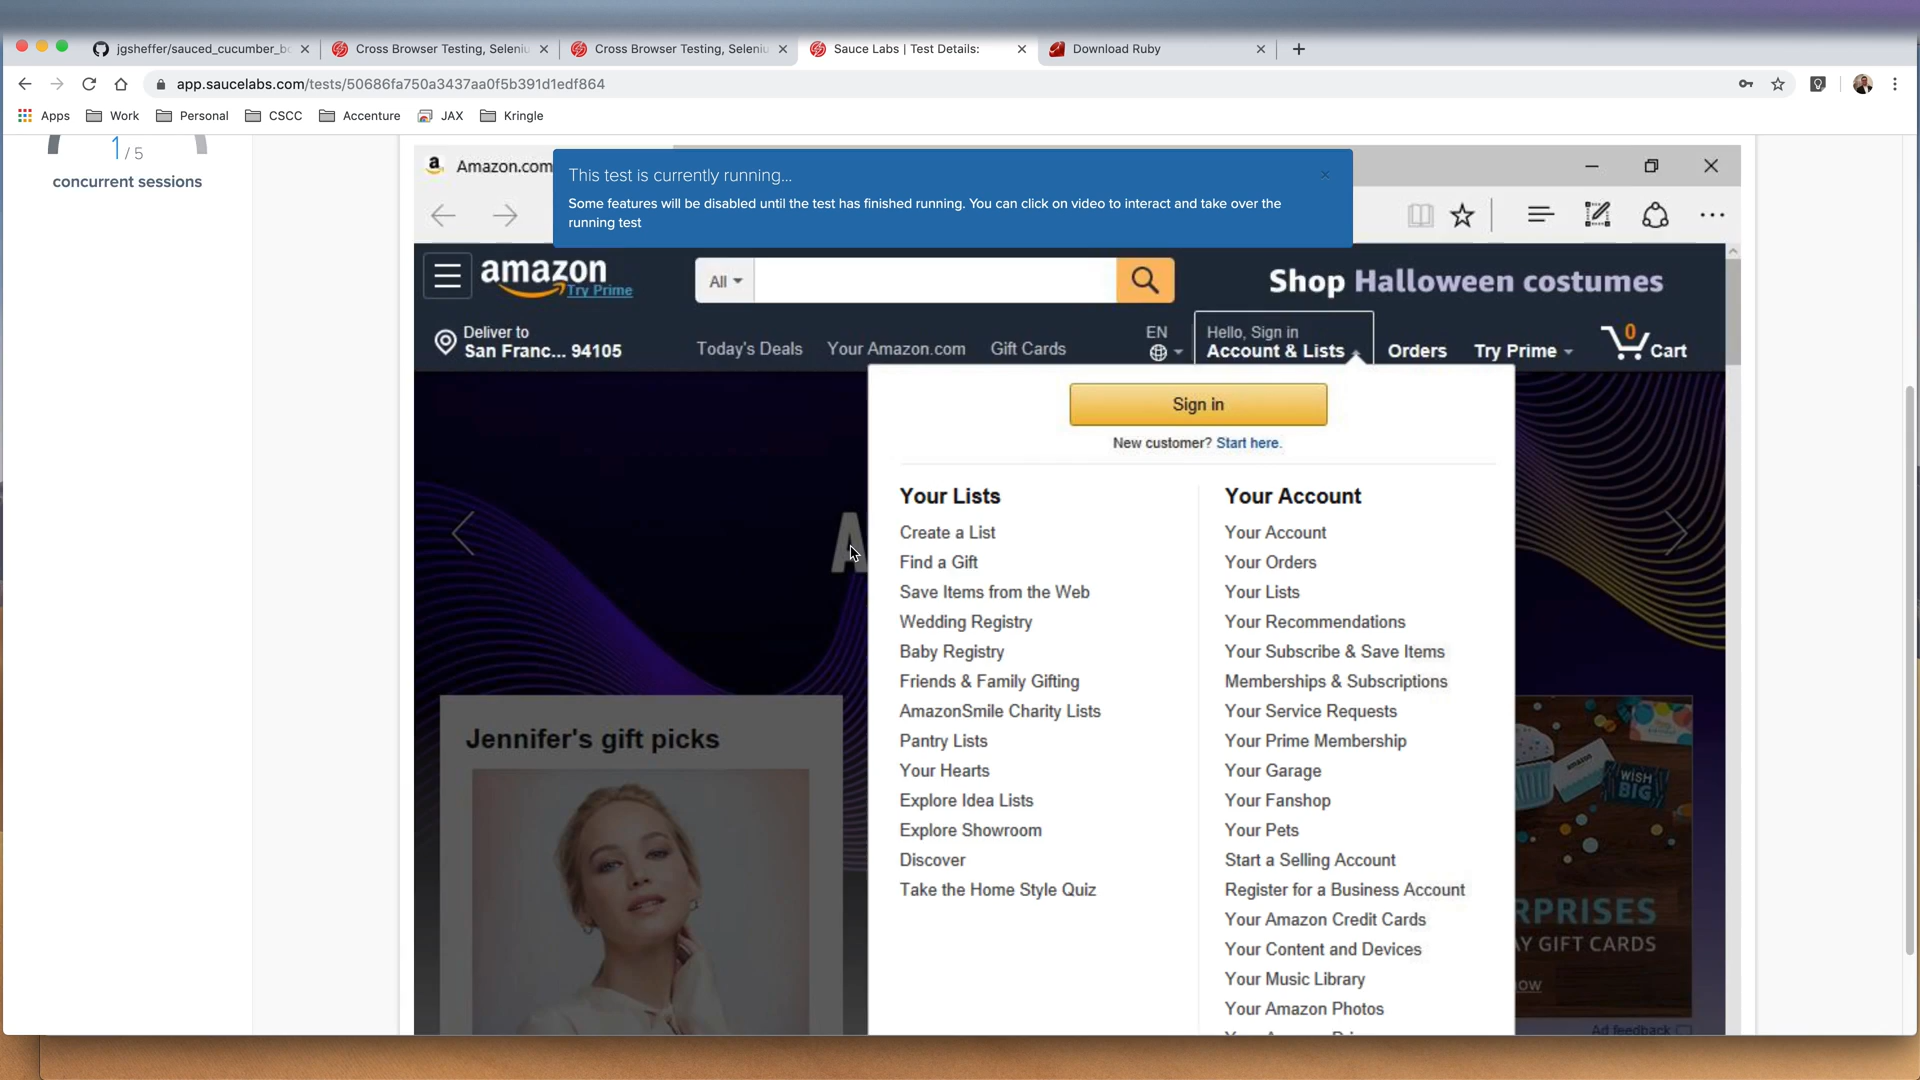 jgsheffer/sauced_cucumber_b
Cross Browser Testing, Seleniu
Cross Browser Testing, Seleniu
Sauce Labs | Test Details:
Download Ruby
app.saucelabs.com/tests/50686fa750a3437aa0f5b391d1edf864
Apps
Work
Personal
CSCC
Accenture
JAX
Kringle
1 / 5
concurrent sessions
a
Amazon.com
This test is currently running...
Some features will be disabled until the test has finished running. You can click on video to interact and take over the
running test
amazon
Try Prime
All
Shop Halloween costumes
Deliver to
San Franc... 94105
Today's Deals
Your Amazon.com
Gift Cards
EN
Hello, Sign in
Account & Lists
Orders
Try Prime
0
Cart
Sign in
New customer? Start here.
Your Lists
Create a List
Find a Gift
Save Items from the Web
Wedding Registry
Baby Registry
Friends & Family Gifting
AmazonSmile Charity Lists
Pantry Lists
Your Hearts
Explore Idea Lists
Explore Showroom
Discover
Take the Home Style Quiz
Your Account
Your Account
Your Orders
Your Lists
Your Recommendations
Your Subscribe & Save Items
Memberships & Subscriptions
Your Service Requests
Your Prime Membership
Your Garage
Your Fanshop
Your Pets
Start a Selling Account
Register for a Business Account
Your Amazon Credit Cards
Your Content and Devices
Your Music Library
Your Amazon Photos
A
Jennifer's gift picks
amazon
WISH
BIG
RPRISES
AY GIFT CARDS
ow
Ad feedback